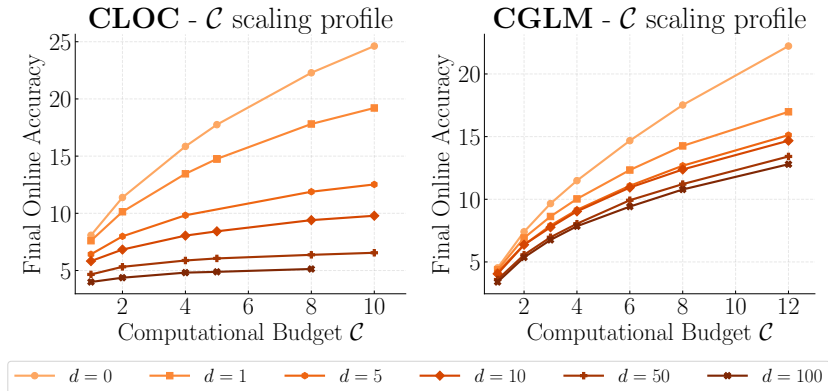 CLOC - C scaling profile
Final Online Accuracy
25
20
15
10
5
2 4 6 8 10
Computational Budget C
CGLM - C scaling profile
Final Online Accuracy
20
15
10
5
2 4 6 8 10 12
Computational Budget C
d = 0 d = 1 d = 5 d = 10 d = 50 d = 100